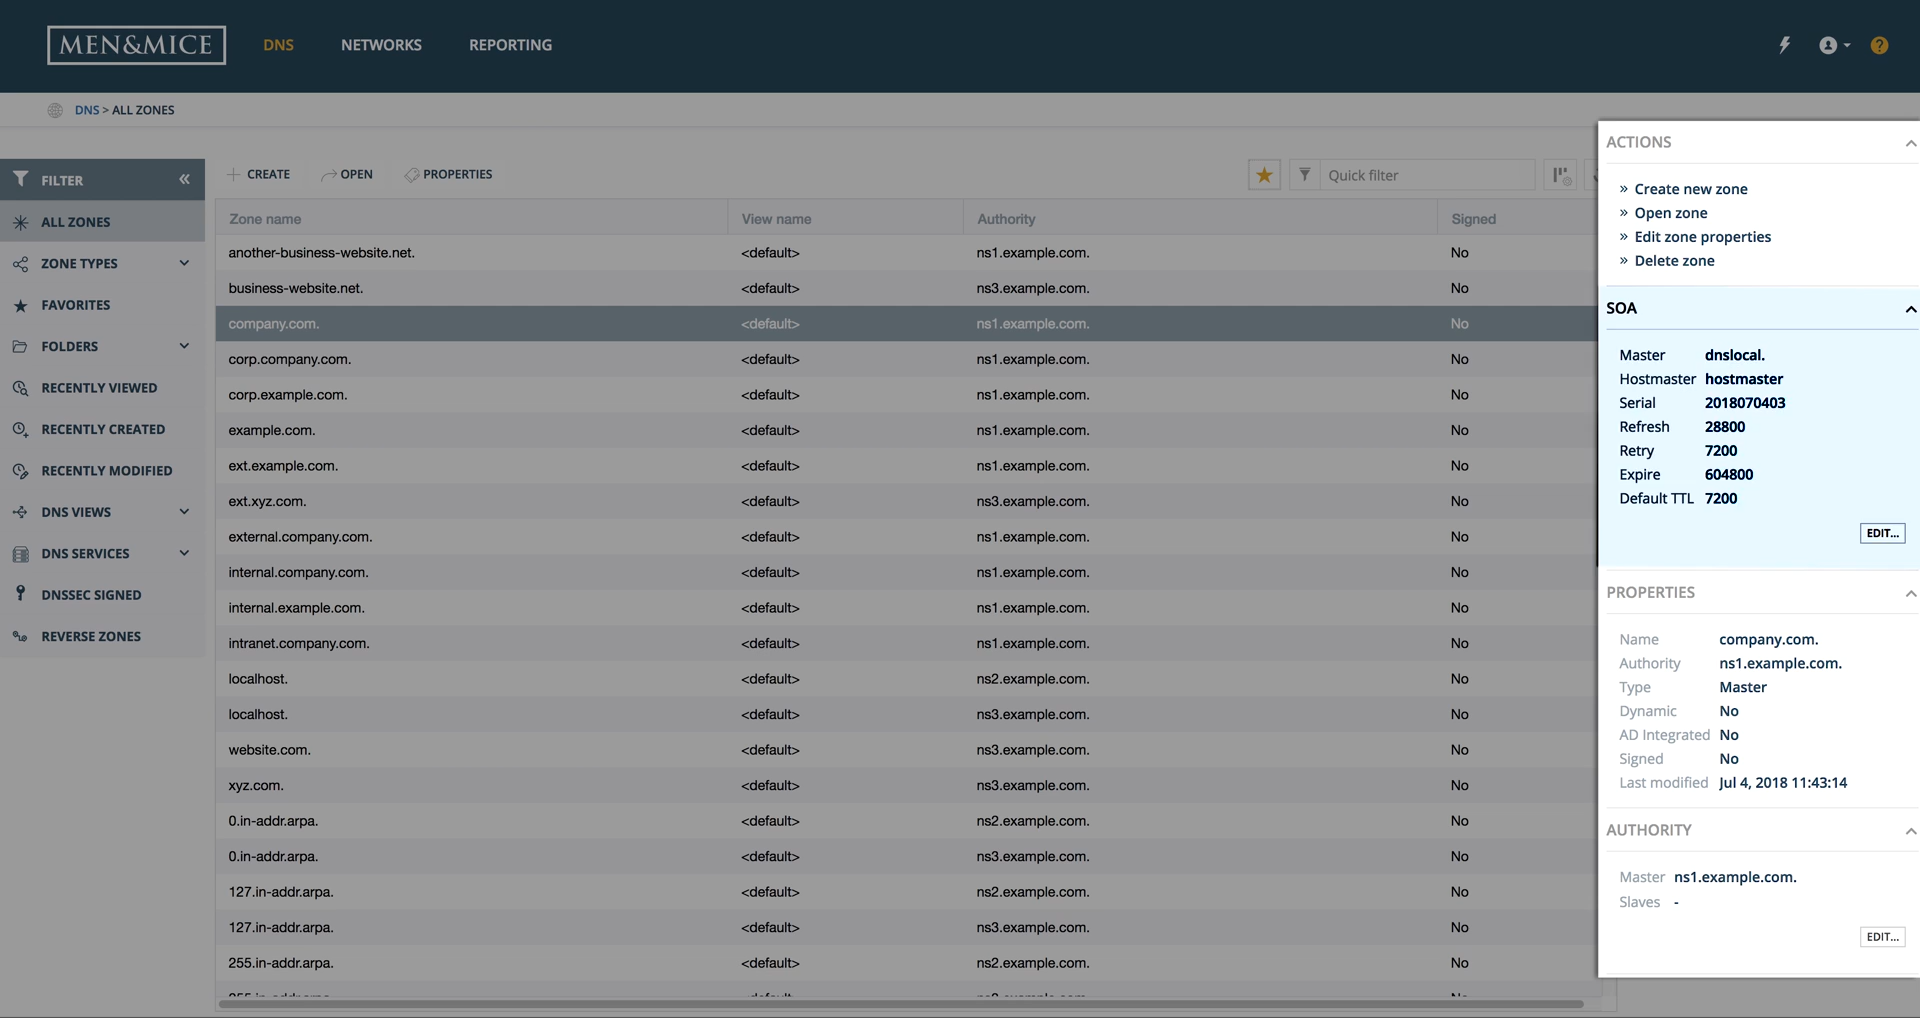 MEN&MICE
DNS
NETWORKS
REPORTING
DNS > ALL ZONES
FILTER
ALL ZONES
ZONE TYPES
FAVORITES
FOLDERS
RECENTLY VIEWED
RECENTLY CREATED
RECENTLY MODIFIED
DNS VIEWS
DNS SERVICES
DNSSEC SIGNED
REVERSE ZONES
CREATE
OPEN
PROPERTIES
Quick filter
Zone name View name Authority Signed
another-business-website.net. <default> ns1.example.com. No
business-website.net. <default> ns3.example.com. No
company.com. <default> ns1.example.com. No
corp.company.com. <default> ns1.example.com. No
corp.example.com. <default> ns1.example.com. No
example.com. <default> ns1.example.com. No
ext.example.com. <default> ns1.example.com. No
ext.xyz.com. <default> ns3.example.com. No
external.company.com. <default> ns1.example.com. No
internal.company.com. <default> ns1.example.com. No
internal.example.com. <default> ns1.example.com. No
intranet.company.com. <default> ns1.example.com. No
localhost. <default> ns2.example.com. No
localhost. <default> ns3.example.com. No
website.com. <default> ns3.example.com. No
xyz.com. <default> ns3.example.com. No
0.in-addr.arpa. <default> ns2.example.com. No
0.in-addr.arpa. <default> ns3.example.com. No
127.in-addr.arpa. <default> ns2.example.com. No
127.in-addr.arpa. <default> ns3.example.com. No
255.in-addr.arpa. <default> ns2.example.com. No
ACTIONS
» Create new zone
» Open zone
» Edit zone properties
» Delete zone
SOA
Master dnslocal.
Hostmaster hostmaster
Serial 2018070403
Refresh 28800
Retry 7200
Expire 604800
Default TTL 7200
EDIT...
PROPERTIES
Name company.com.
Authority ns1.example.com.
Type Master
Dynamic No
AD Integrated No
Signed No
Last modified Jul 4, 2018 11:43:14
AUTHORITY
Master ns1.example.com.
Slaves -
EDIT...